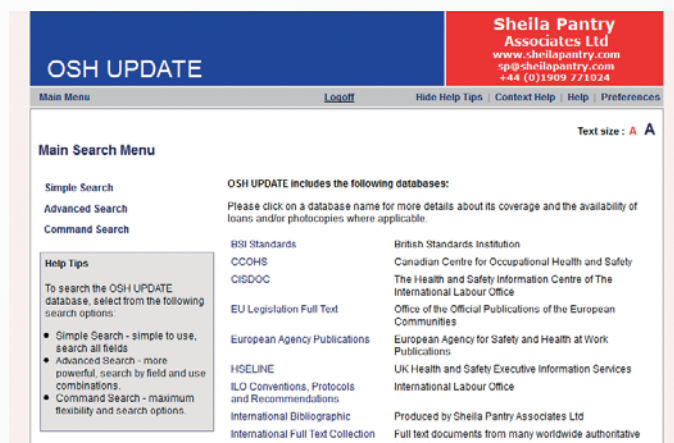 OSH UPDATE
Sheila Pantry
Associates Ltd
www.sheilapantry.com
sp@sheilapantry.com
+44 (0)1909 771024
Main Menu
Logoff
Hide Help Tips | Context Help | Help | Preferences
Text size : A A
Main Search Menu
Simple Search
Advanced Search
Command Search
Help Tips
To search the OSH UPDATE
database, select from the following
search options:
• Simple Search - simple to use,
search all fields
• Advanced Search - more
powerful, search by field and use
combinations.
• Command Search - maximum
flexibility and search options.
OSH UPDATE includes the following databases:
Please click on a database name for more details about its coverage and the availability of
loans and/or photocopies where applicable.
BSI Standards British Standards Institution
CCOHS Canadian Centre for Occupational Health and Safety
CISDOC The Health and Safety Information Centre of The
International Labour Office
EU Legislation Full Text Office of the Official Publications of the European
Communities
European Agency Publications European Agency for Safety and Health at Work
Publications
HSELINE UK Health and Safety Executive Information Services
ILO Conventions, Protocols International Labour Office
and Recommendations
International Bibliographic Produced by Sheila Pantry Associates Ltd
International Full Text Collection Full text documents from many worldwide authoritative